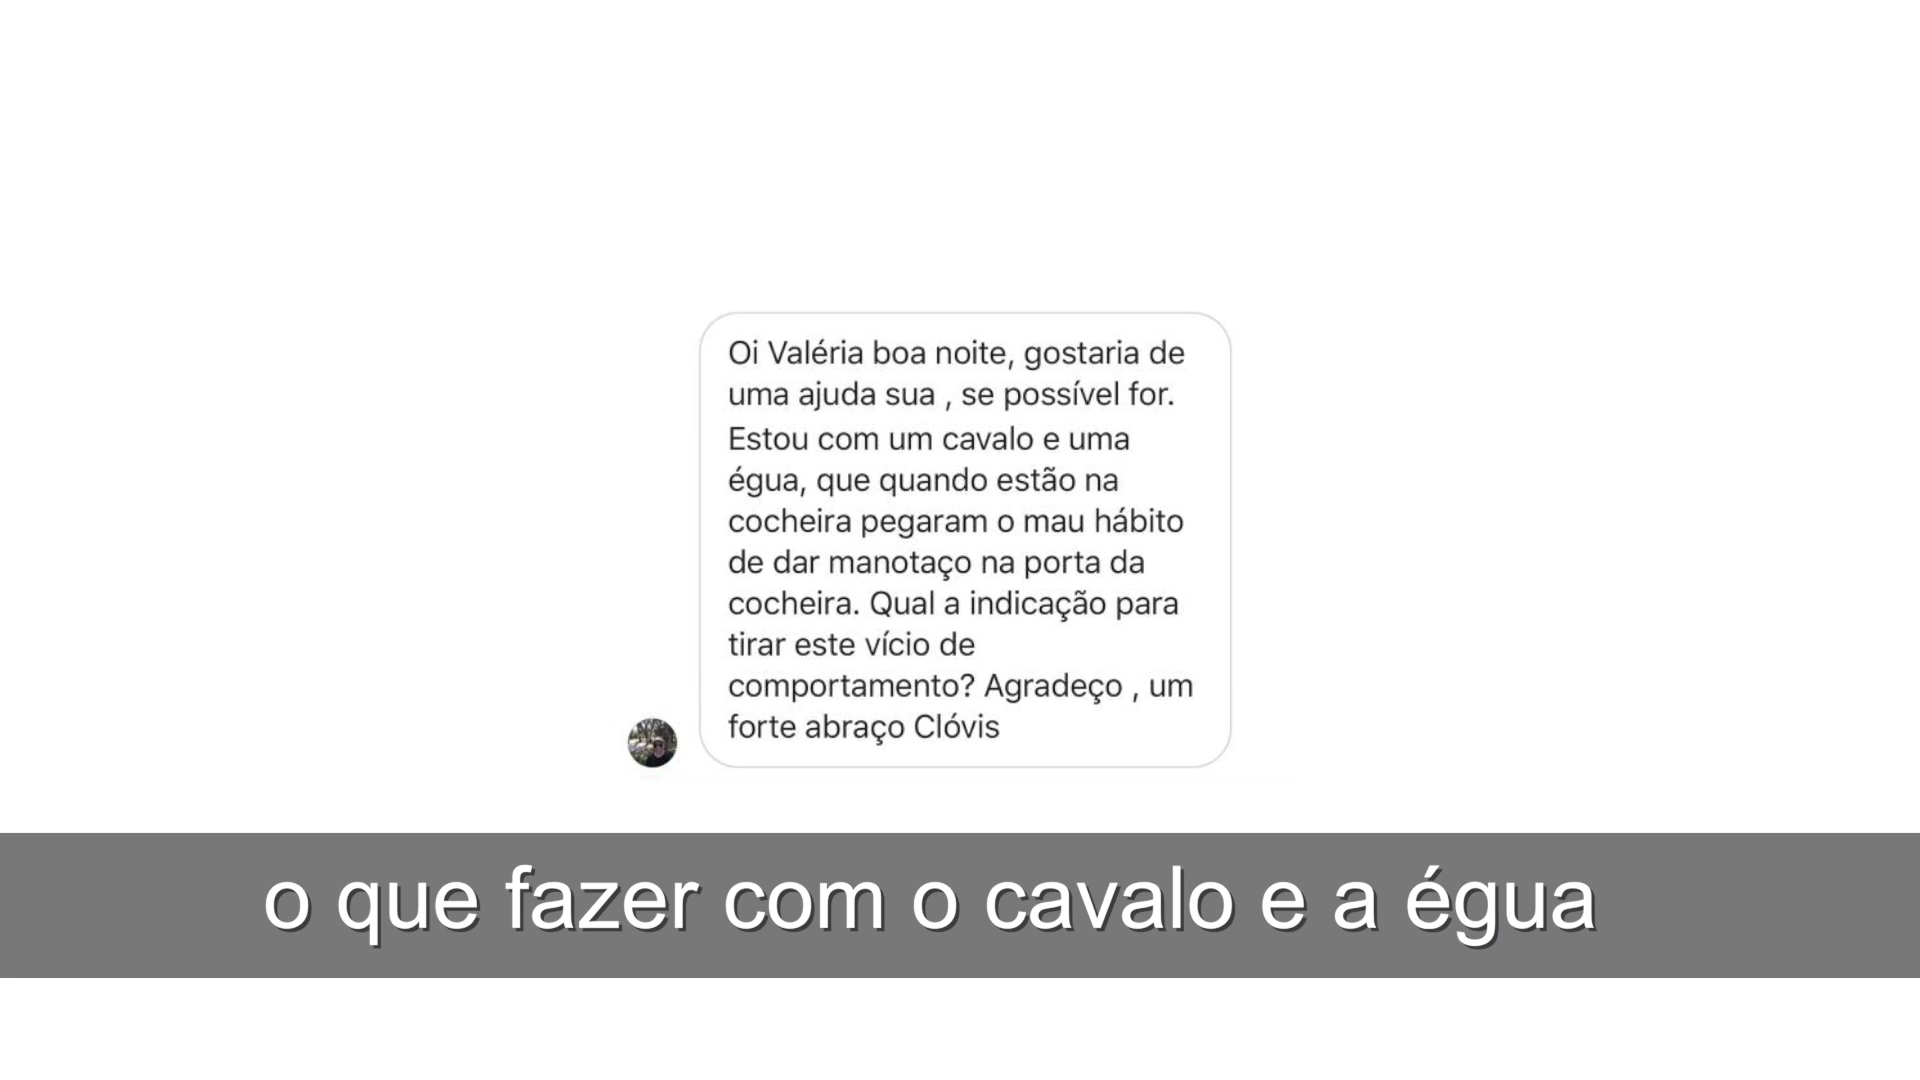 Oi Valéria boa noite, gostaria de
uma ajuda sua , se possível for.
Estou com um cavalo e uma
égua, que quando estão na
cocheira pegaram o mau hábito
de dar manotaço na porta da
cocheira. Qual a indicação para
tirar este vício de
comportamento? Agradeço , um
forte abraço Clóvis
o que fazer com o cavalo e a égua